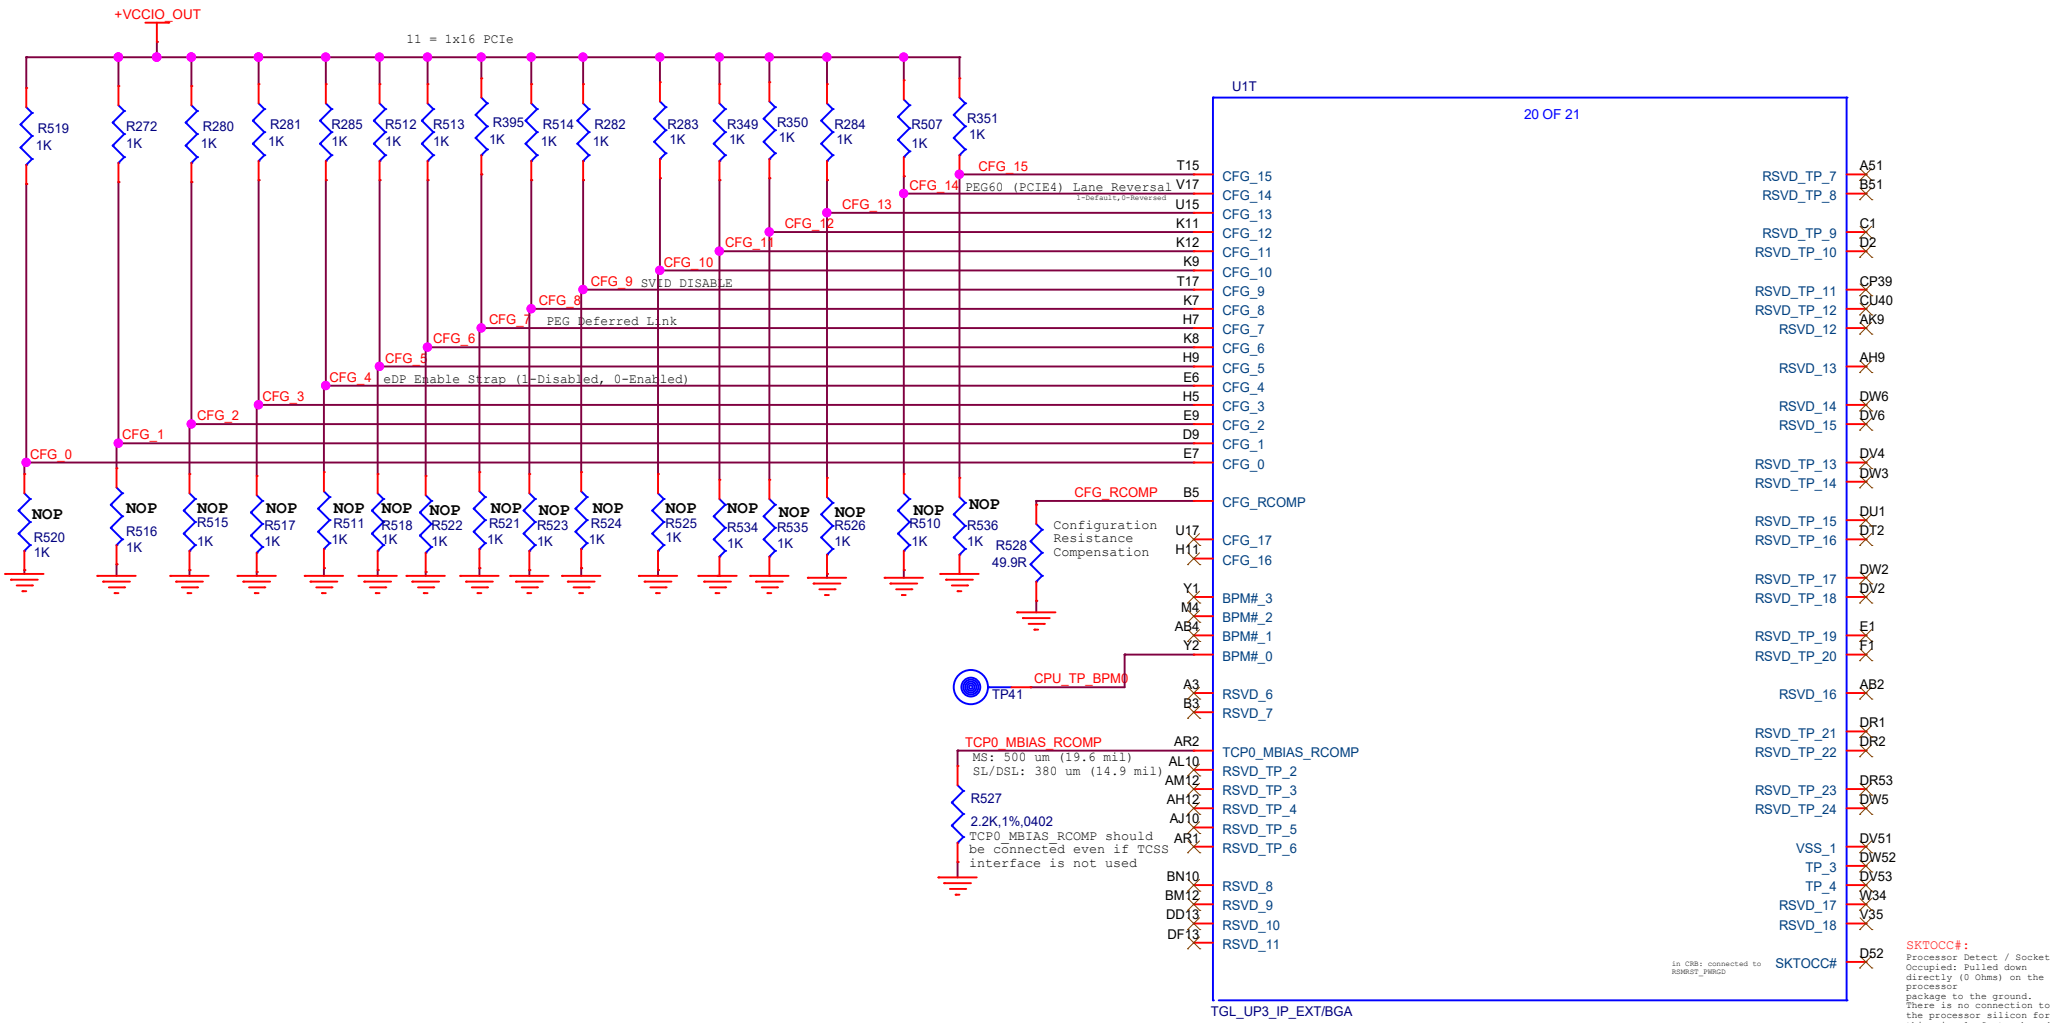 +VCCIO_OUT
11 = 1x16 PCIe
R519
1K
R272
1K
R280
1K
R281
1K
R285
1K
R512
1K
R513
1K
R395
1K
R514
1K
R282
1K
R283
1K
R349
1K
R350
1K
R284
1K
R507
1K
R351
1K
CFG_15
CFG_14 PEG60 (PCIE4) Lane Reversal
1-Default,0-Reversed
CFG_13
CFG_12
CFG_11
CFG_10
CFG_9 SVID DISABLE
CFG_8
CFG_7 PEG Deferred Link
CFG_6
CFG_5
CFG_4 eDP Enable Strap (1-Disabled, 0-Enabled)
CFG_3
CFG_2
CFG_1
CFG_0
NOP
R520
1K
NOP
R516
1K
NOP
R515
1K
NOP
R517
1K
NOP
R511
1K
NOP
R518
1K
NOP
R522
1K
NOP
R521
1K
NOP
R523
1K
NOP
R524
1K
NOP
R525
1K
NOP
R534
1K
NOP
R535
1K
NOP
R526
1K
NOP
R510
1K
NOP
R536
1K
CFG_RCOMP
Configuration
Resistance
Compensation
R528
49.9R
CPU_TP_BPM0
TP41
TCP0_MBIAS_RCOMP
MS: 500 um (19.6 mil)
SL/DSL: 380 um (14.9 mil)
R527
2.2K,1%,0402
TCP0_MBIAS_RCOMP should
be connected even if TCSS
interface is not used
U1T
20 OF 21
T15 CFG_15
V17 CFG_14
U15 CFG_13
K11 CFG_12
K12 CFG_11
K9 CFG_10
T17 CFG_9
K7 CFG_8
H7 CFG_7
K8 CFG_6
H9 CFG_5
E6 CFG_4
H5 CFG_3
E9 CFG_2
D9 CFG_1
E7 CFG_0
B5 CFG_RCOMP
U17 CFG_17
H11 CFG_16
Y1 BPM#_3
M4 BPM#_2
AB4 BPM#_1
Y2 BPM#_0
A3 RSVD_6
B3 RSVD_7
AR2 TCP0_MBIAS_RCOMP
AL10 RSVD_TP_2
AM12 RSVD_TP_3
AH12 RSVD_TP_4
AJ10 RSVD_TP_5
AR1 RSVD_TP_6
BN10 RSVD_8
BM12 RSVD_9
DD13 RSVD_10
DF13 RSVD_11
RSVD_TP_7 A51
RSVD_TP_8 B51
RSVD_TP_9 C1
RSVD_TP_10 D2
RSVD_TP_11 CP39
RSVD_TP_12 CU40
RSVD_12 AK9
RSVD_13 AH9
RSVD_14 DW6
RSVD_15 DV6
RSVD_TP_13 DV4
RSVD_TP_14 DW3
RSVD_TP_15 DU1
RSVD_TP_16 DT2
RSVD_TP_17 DW2
RSVD_TP_18 DV2
RSVD_TP_19 E1
RSVD_TP_20 F1
RSVD_16 AB2
RSVD_TP_21 DR1
RSVD_TP_22 DR2
RSVD_TP_23 DR53
RSVD_TP_24 DW5
VSS_1 DV51
TP_3 DW52
TP_4 DV53
RSVD_17 W34
RSVD_18 V35
in CRB: connected to
RSMRST_PWRGD
SKTOCC# D52
TGL_UP3_IP_EXT/BGA
SKTOCC#:
Processor Detect / Socket
Occupied: Pulled down
directly (0 Ohms) on the
processor
package to the ground.
There is no connection to
the processor silicon for